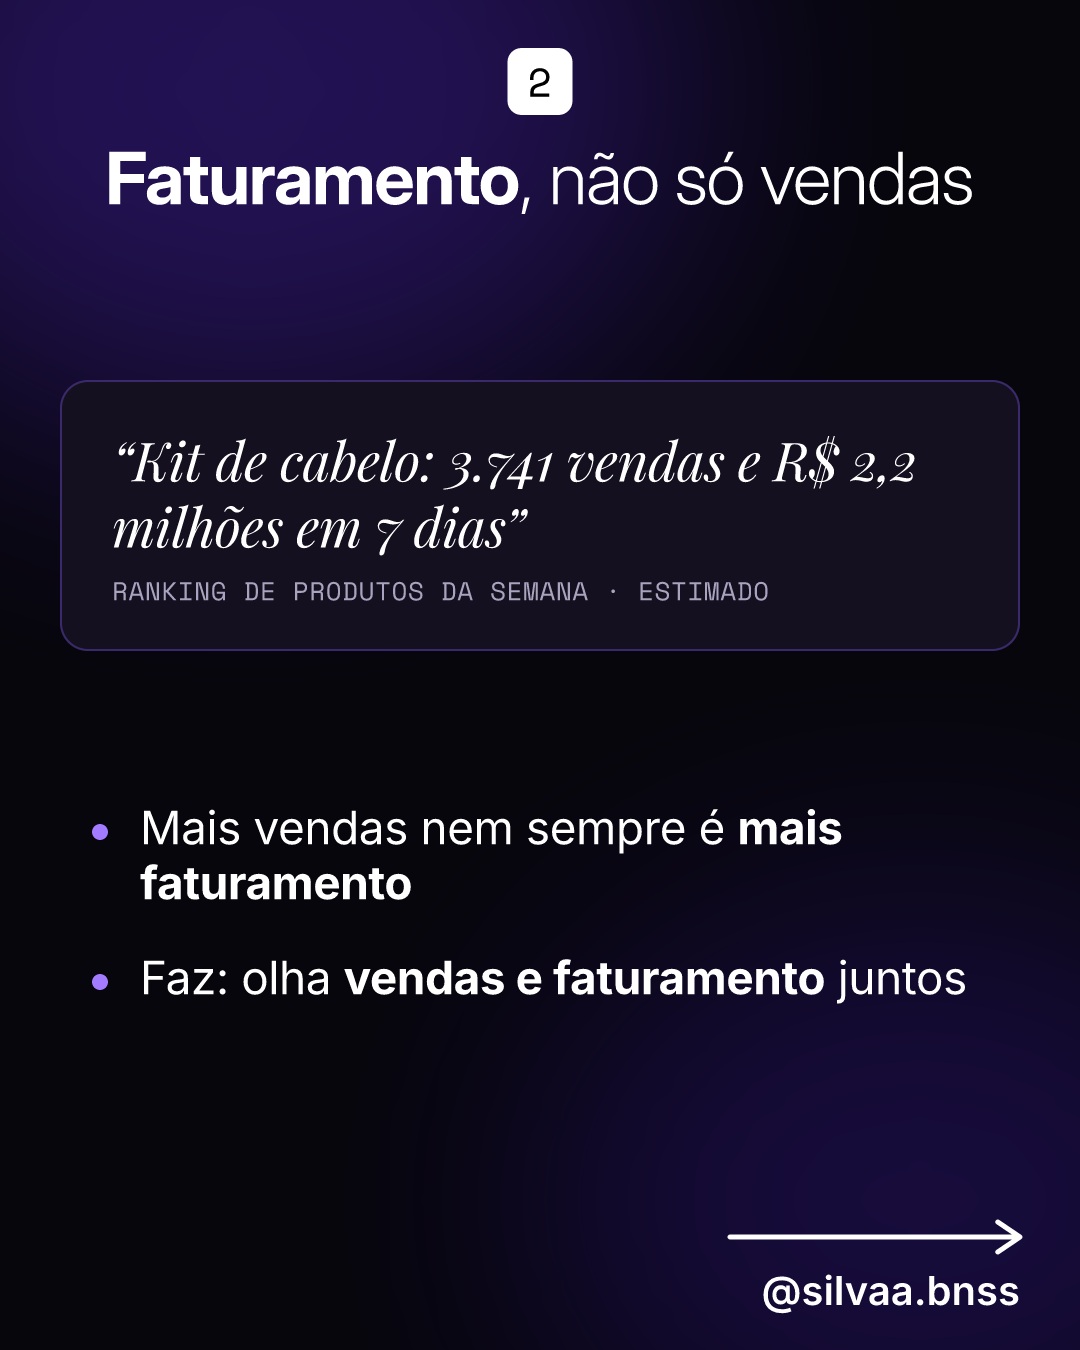 2
Faturamento, não só vendas
“Kit de cabelo: 3.741 vendas e R$ 2,2
milhões em 7 dias”
RANKING DE PRODUTOS DA SEMANA · ESTIMADO
• Mais vendas nem sempre é mais
faturamento
• Faz: olha vendas e faturamento juntos
@silvaa.bnss